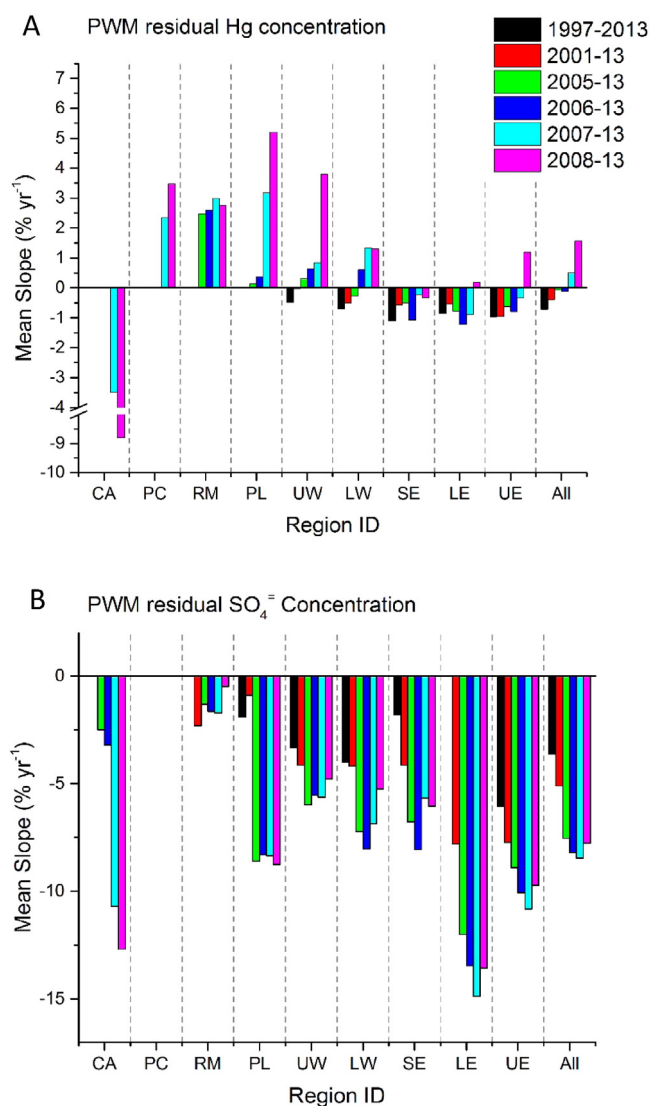 A
PWM residual Hg concentration
1997-2013
2001-13
2005-13
2006-13
2007-13
2008-13
7
6
5
4
3
2
1
0
-1
-2
-3
-4
-9
-10
Mean Slope (% yr⁻¹)
CA PC RM PL UW LW SE LE UE All
Region ID
B
PWM residual SO₄⁼ Concentration
0
-5
-10
-15
Mean Slope (% yr⁻¹)
CA PC RM PL UW LW SE LE UE All
Region ID